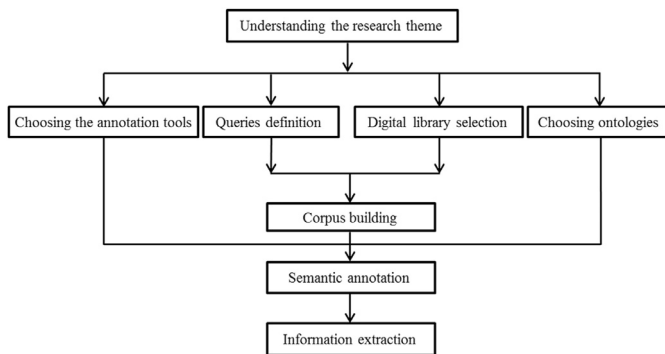 Understanding the research theme
Choosing the annotation tools
Queries definition
Digital library selection
Choosing ontologies
Corpus building
Semantic annotation
Information extraction